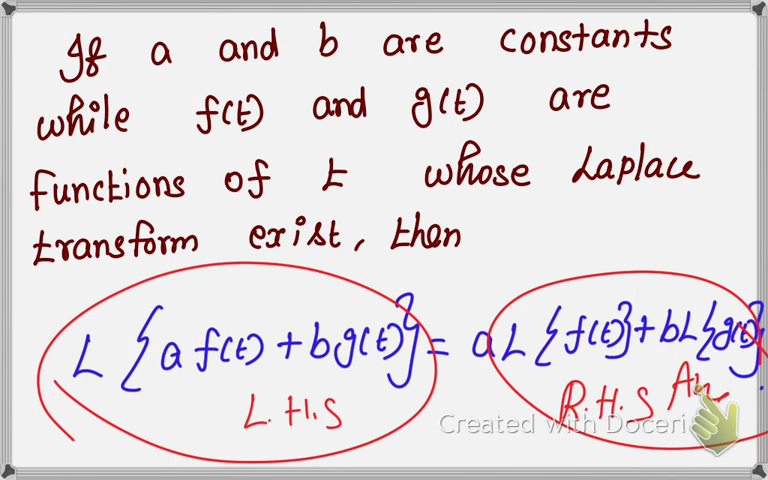 If a and b are constants
while f(t) and g(t) are
functions of t whose Laplace
transform exist, then
L {a f(t) + b g(t)} = a L {f(t)} + b L {g(t)}.
L.H.S
R.H.S
Created with Doceri